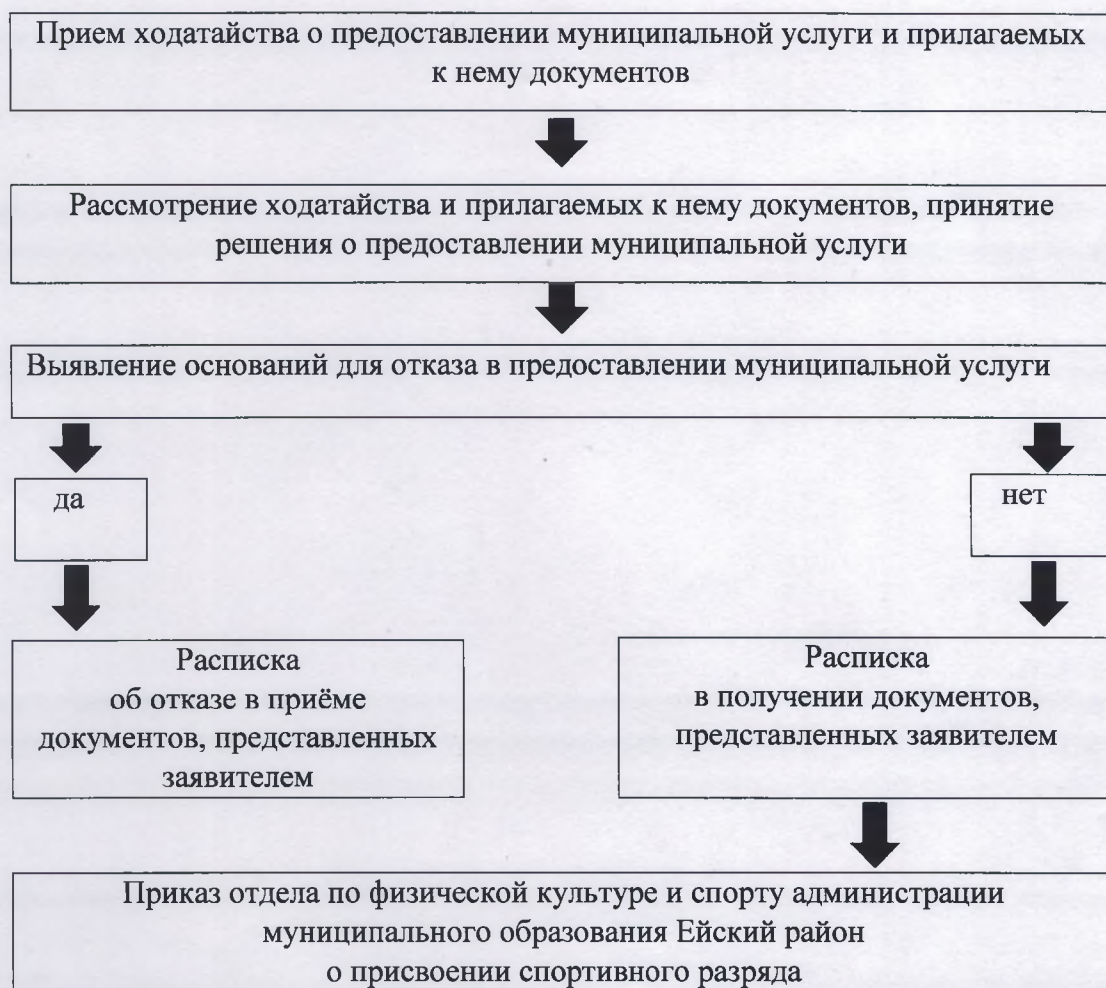 Прием ходатайства о предоставлении муниципальной услуги и прилагаемых
к нему документов
Рассмотрение ходатайства и прилагаемых к нему документов, принятие
решения о предоставлении муниципальной услуги
Выявление оснований для отказа в предоставлении муниципальной услуги
да
нет
Расписка
об отказе в приёме
документов, представленных
заявителем
Расписка
в получении документов,
представленных заявителем
Приказ отдела по физической культуре и спорту администрации
муниципального образования Ейский район
о присвоении спортивного разряда